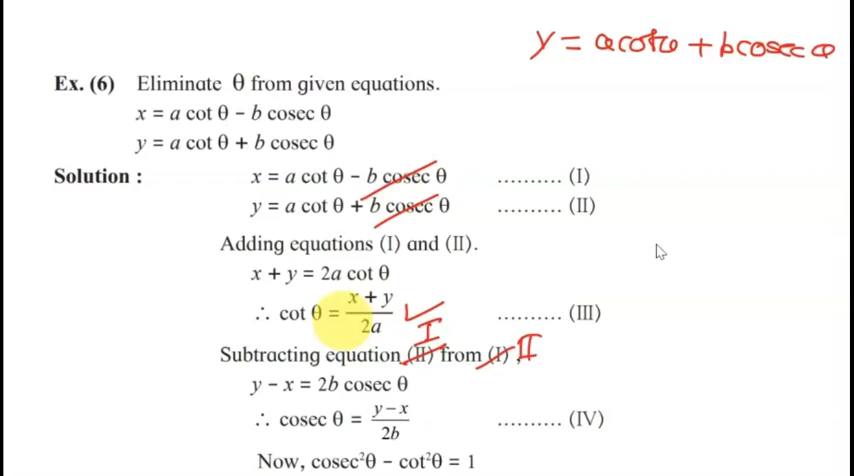 y = a cot θ + b cosec θ
Ex. (6) Eliminate θ from given equations.
x = a cot θ − b cosec θ
y = a cot θ + b cosec θ
Solution : x = a cot θ − b cosec θ .......... (I)
y = a cot θ + b cosec θ .......... (II)
Adding equations (I) and (II).
x + y = 2a cot θ
∴ cot θ = (x + y)/2a .......... (III)
I
Subtracting equation (II) from (I) , II
y − x = 2b cosec θ
∴ cosec θ = (y − x)/2b .......... (IV)
Now, cosec²θ − cot²θ = 1